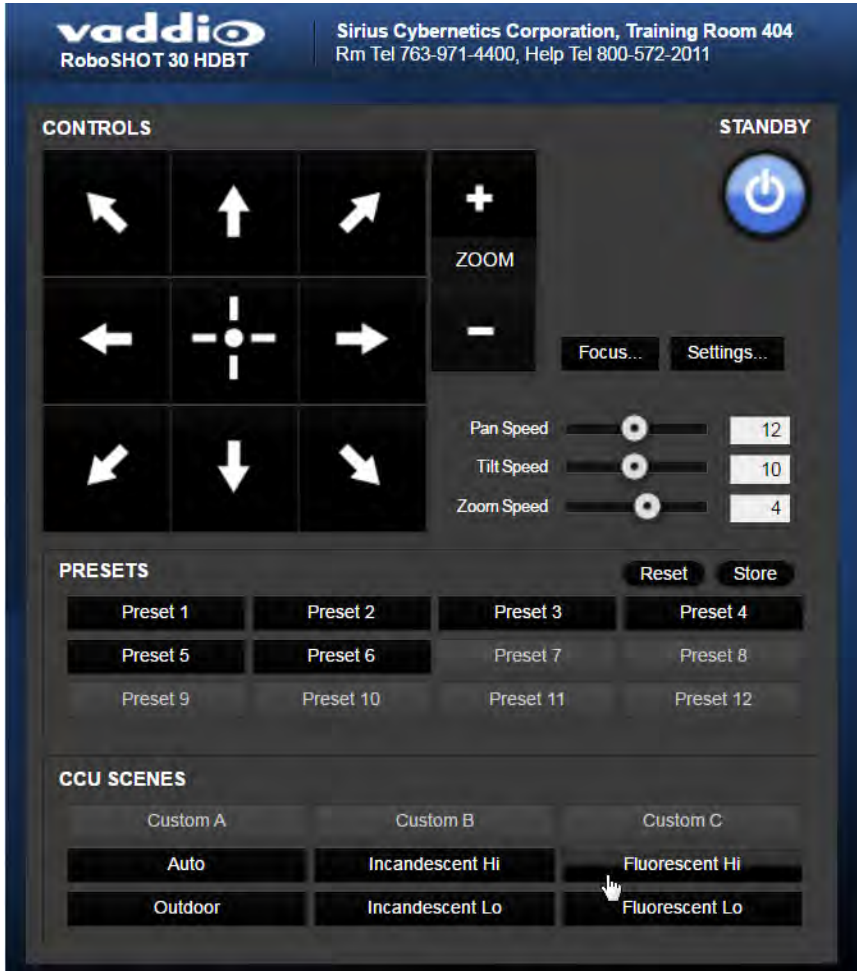 vaddio
RoboSHOT 30 HDBT
Sirius Cybernetics Corporation, Training Room 404
Rm Tel 763-971-4400, Help Tel 800-572-2011
CONTROLS
STANDBY
+
ZOOM
-
Focus...
Settings...
Pan Speed 12
Tilt Speed 10
Zoom Speed 4
PRESETS
Reset Store
Preset 1 Preset 2 Preset 3 Preset 4
Preset 5 Preset 6 Preset 7 Preset 8
Preset 9 Preset 10 Preset 11 Preset 12
CCU SCENES
Custom A Custom B Custom C
Auto Incandescent Hi Fluorescent Hi
Outdoor Incandescent Lo Fluorescent Lo